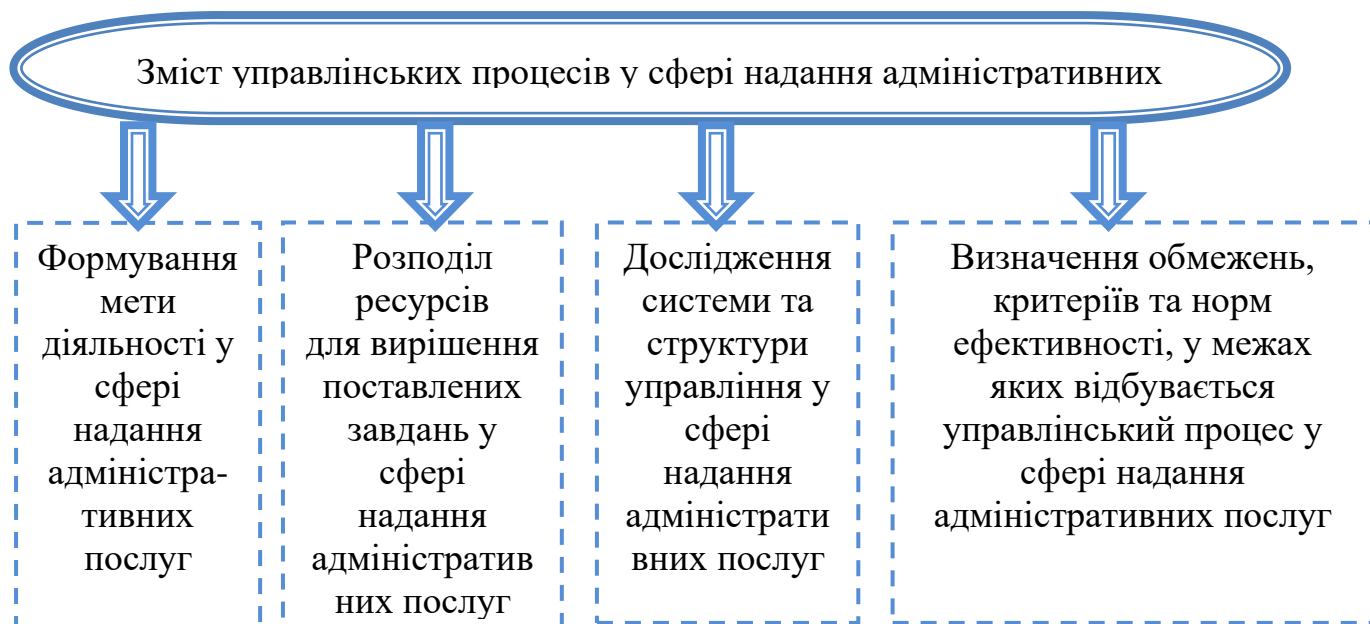 Зміст управлінських процесів у сфері надання адміністративних
Формування
мети
діяльності у
сфері
надання
адміністра-
тивних
послуг
Розподіл
ресурсів
для вирішення
поставлених
завдань у
сфері
надання
адміністратив
них послуг
Дослідження
системи та
структури
управління у
сфері
надання
адміністрати
вних послуг
Визначення обмежень,
критеріїв та норм
ефективності, у межах
яких відбувається
управлінський процес у
сфері надання
адміністративних послуг